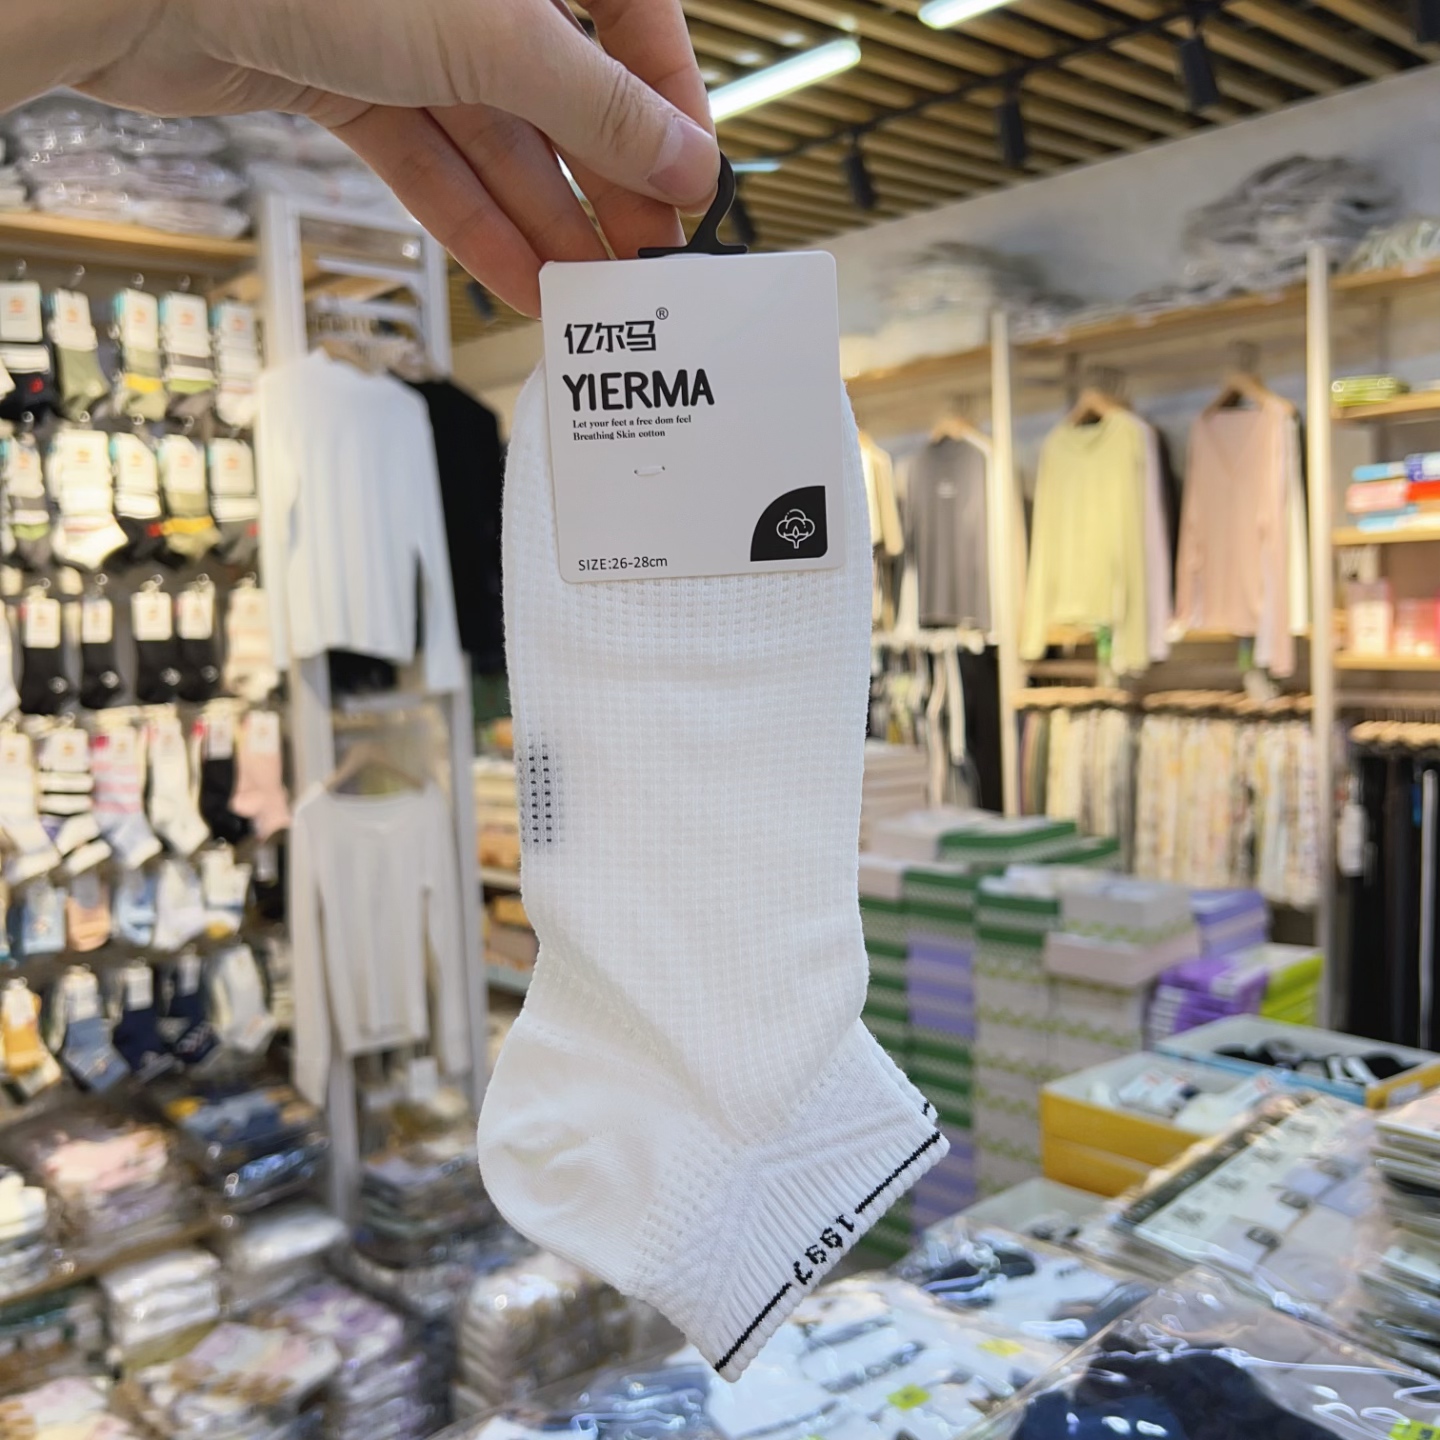 亿尔马®
YIERMA
Let your feet a free dom feel
Breathing Skin cotton
SIZE:26-28cm
1997